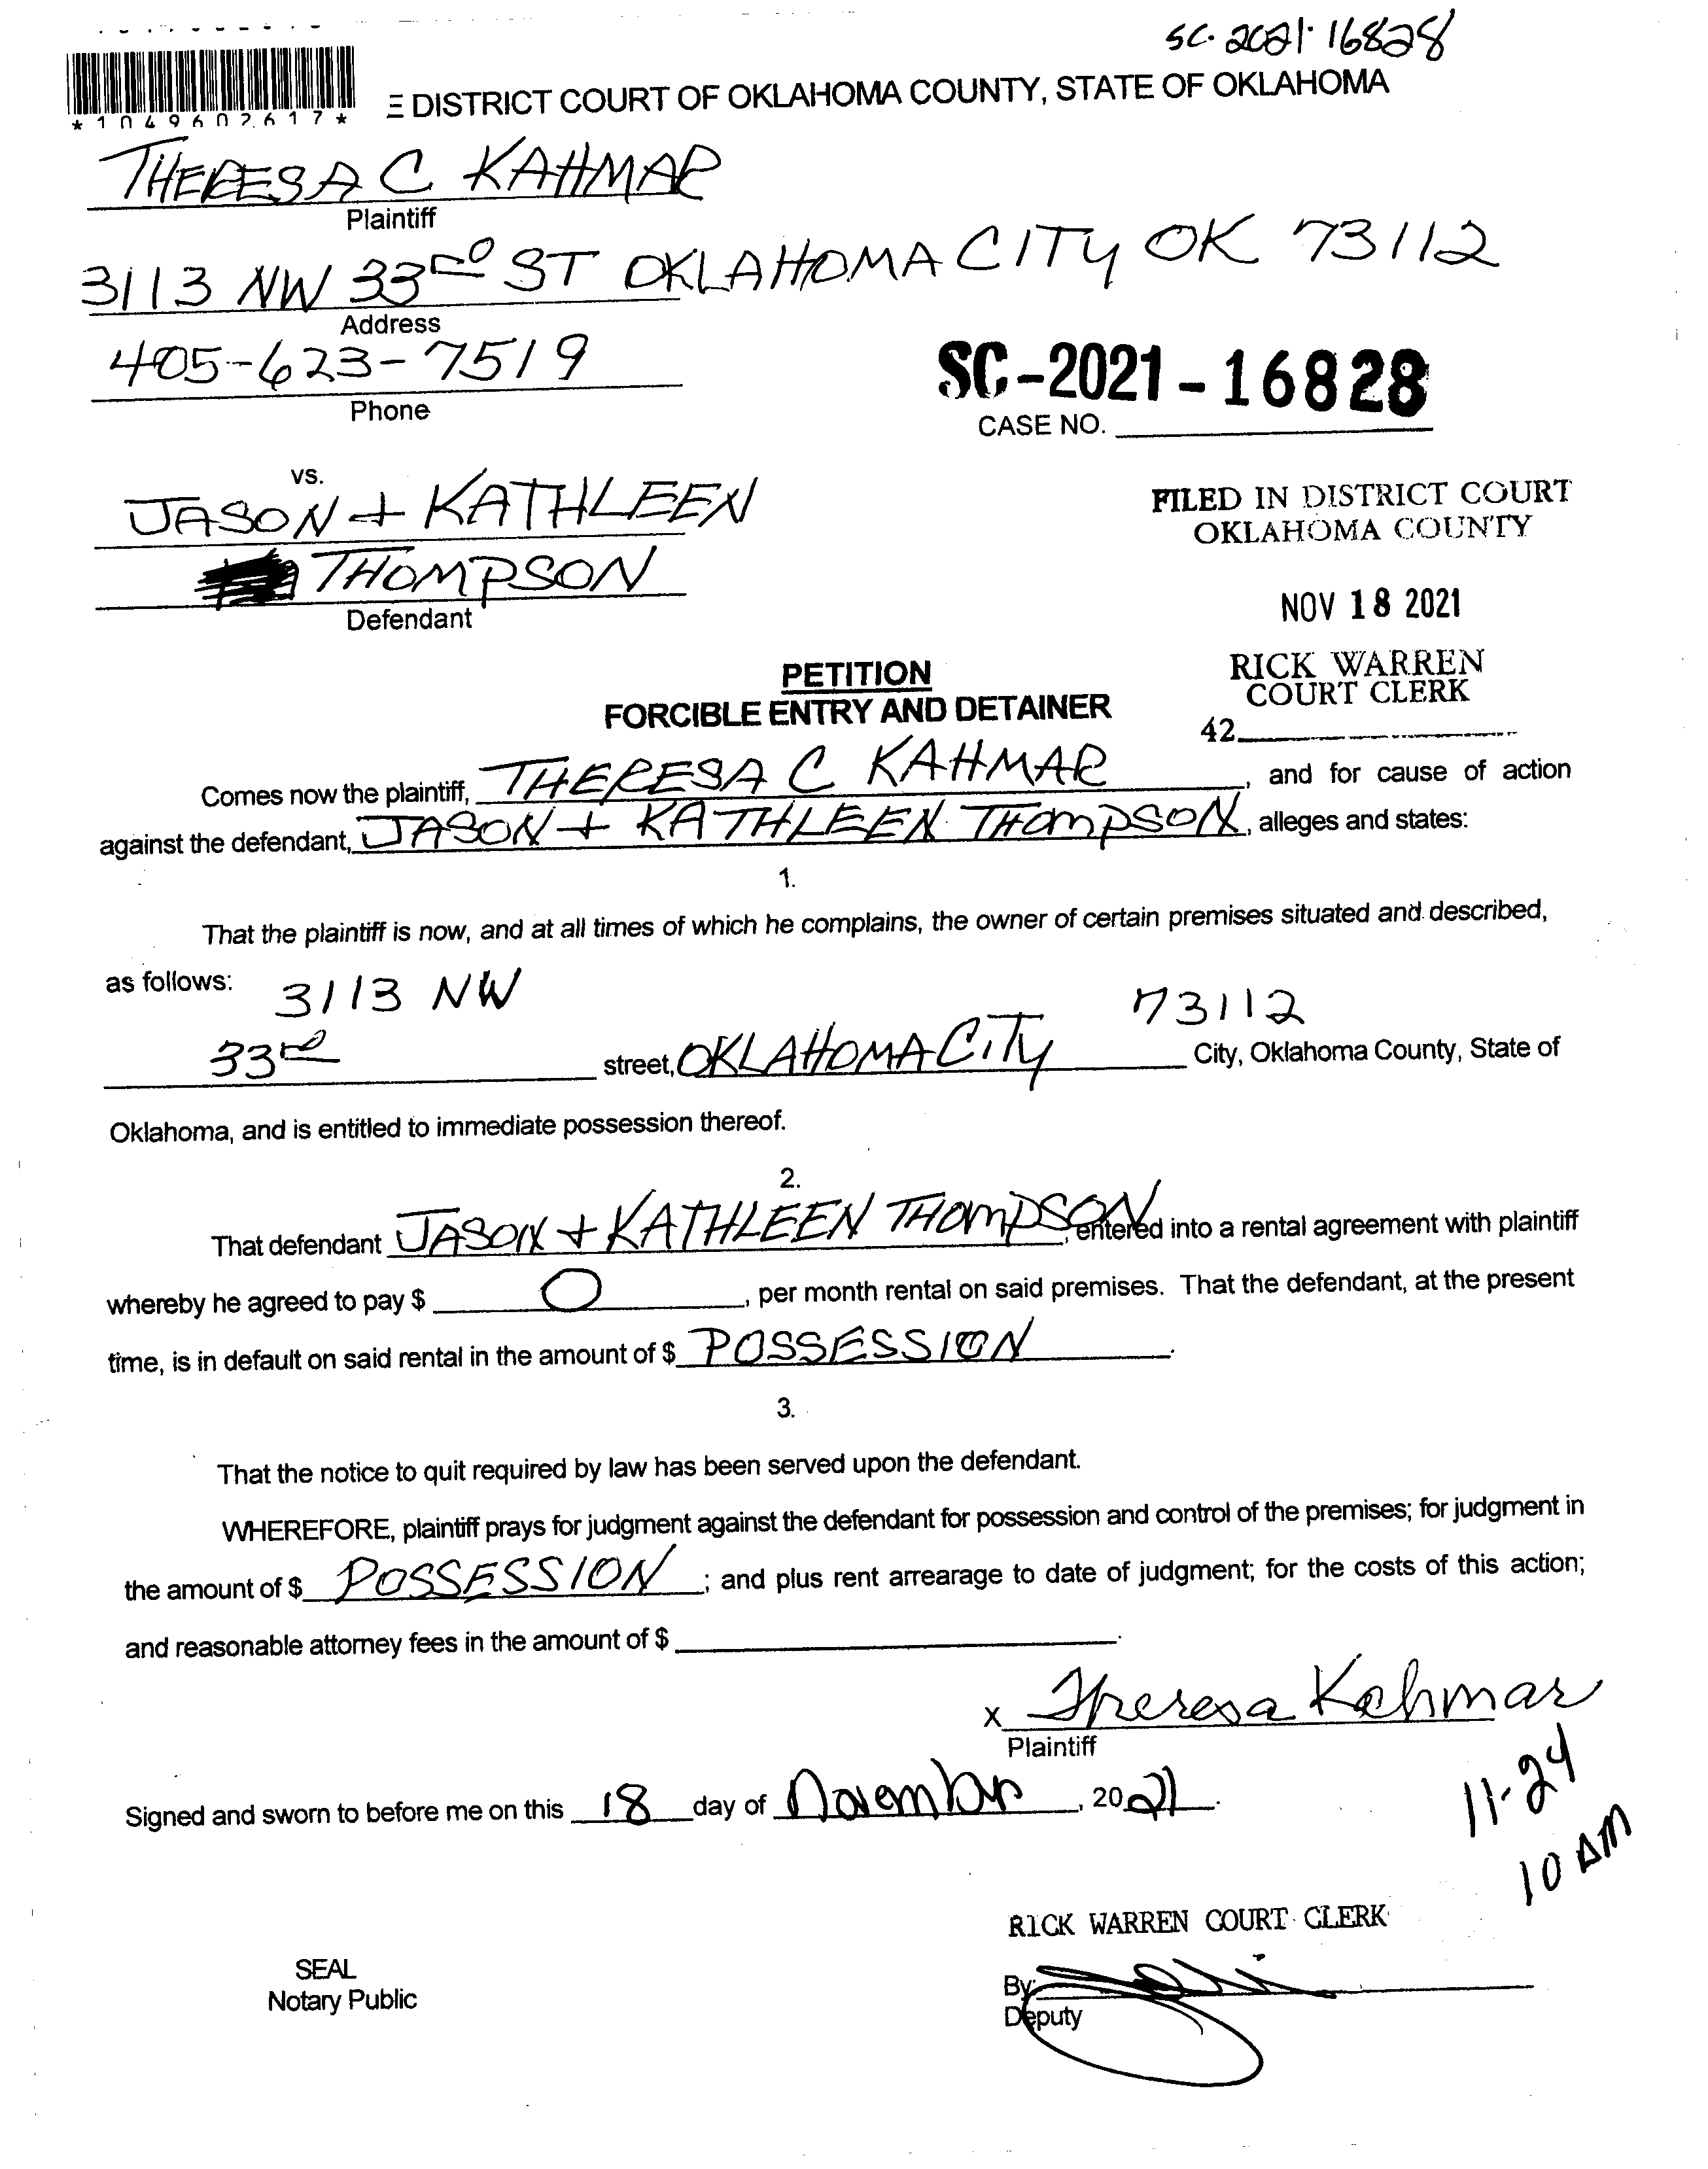 SC-2021-16828
E DISTRICT COURT OF OKLAHOMA COUNTY, STATE OF OKLAHOMA
*1049602617*
THERESA C KAHMAR
Plaintiff
3113 NW 33RD ST OKLAHOMA CITY OK 73112
Address
405-623-7519
Phone
SC-2021-16828
CASE NO.
vs.
JASON + KATHLEEN
THOMPSON
Defendant
FILED IN DISTRICT COURT
OKLAHOMA COUNTY
NOV 18 2021
RICK WARREN
COURT CLERK
42
PETITION
FORCIBLE ENTRY AND DETAINER
Comes now the plaintiff, THERESA C KAHMAR, and for cause of action
against the defendant, JASON + KATHLEEN THOMPSON, alleges and states:
1.
That the plaintiff is now, and at all times of which he complains, the owner of certain premises situated and described,
as follows: 3113 NW 73112
33RD street, OKLAHOMA CITY City, Oklahoma County, State of
Oklahoma, and is entitled to immediate possession thereof.
2.
That defendant JASON + KATHLEEN THOMPSON, entered into a rental agreement with plaintiff
whereby he agreed to pay $ 0, per month rental on said premises. That the defendant, at the present
time, is in default on said rental in the amount of $ POSSESSION.
3.
That the notice to quit required by law has been served upon the defendant.
WHEREFORE, plaintiff prays for judgment against the defendant for possession and control of the premises; for judgment in
the amount of $ POSSESSION; and plus rent arrearage to date of judgment; for the costs of this action;
and reasonable attorney fees in the amount of $ .
x Theresa Kahmar
Plaintiff
Signed and sworn to before me on this 18 day of November, 2021.
11-24
10 AM
RICK WARREN COURT CLERK
SEAL
Notary Public
By:
Deputy